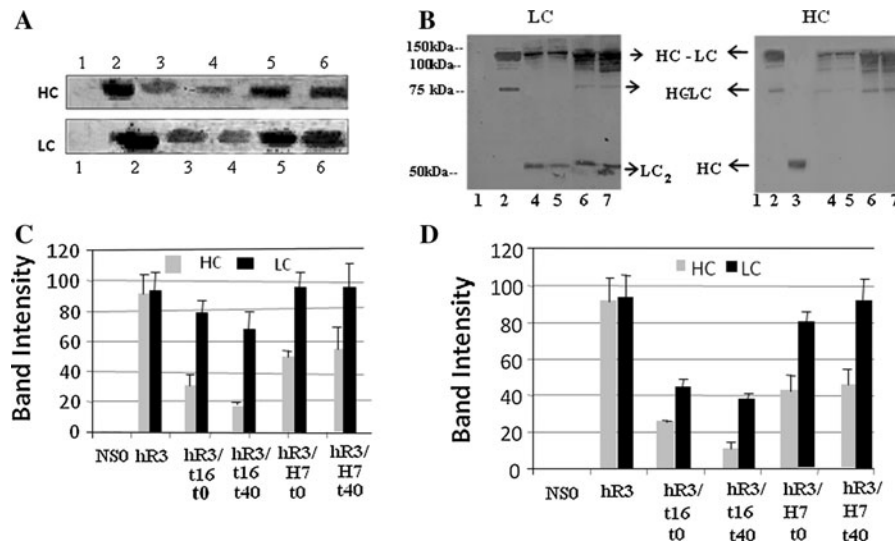 A
1 2 3 4 5 6
HC
LC
1 2 3 4 5 6
B
LC HC
150kDa--
100kDa--
75 kDa--
50kDa--
HC - LC
HC-LC
LC2
HC
1 2 4 5 6 7
1 2 3 4 5 6 7
C
120
100
80
60
40
20
0
Band Intensity
HC LC
NS0
hR3
hR3/
t16
t0
hR3/
t16
t40
hR3/
H7
t0
hR3/
H7
t40
D
120
100
80
60
40
20
0
Band Intensity
HC LC
NS0
hR3
hR3/
t16
t0
hR3/
t16
t40
hR3/
H7
t0
hR3/
H7
t40